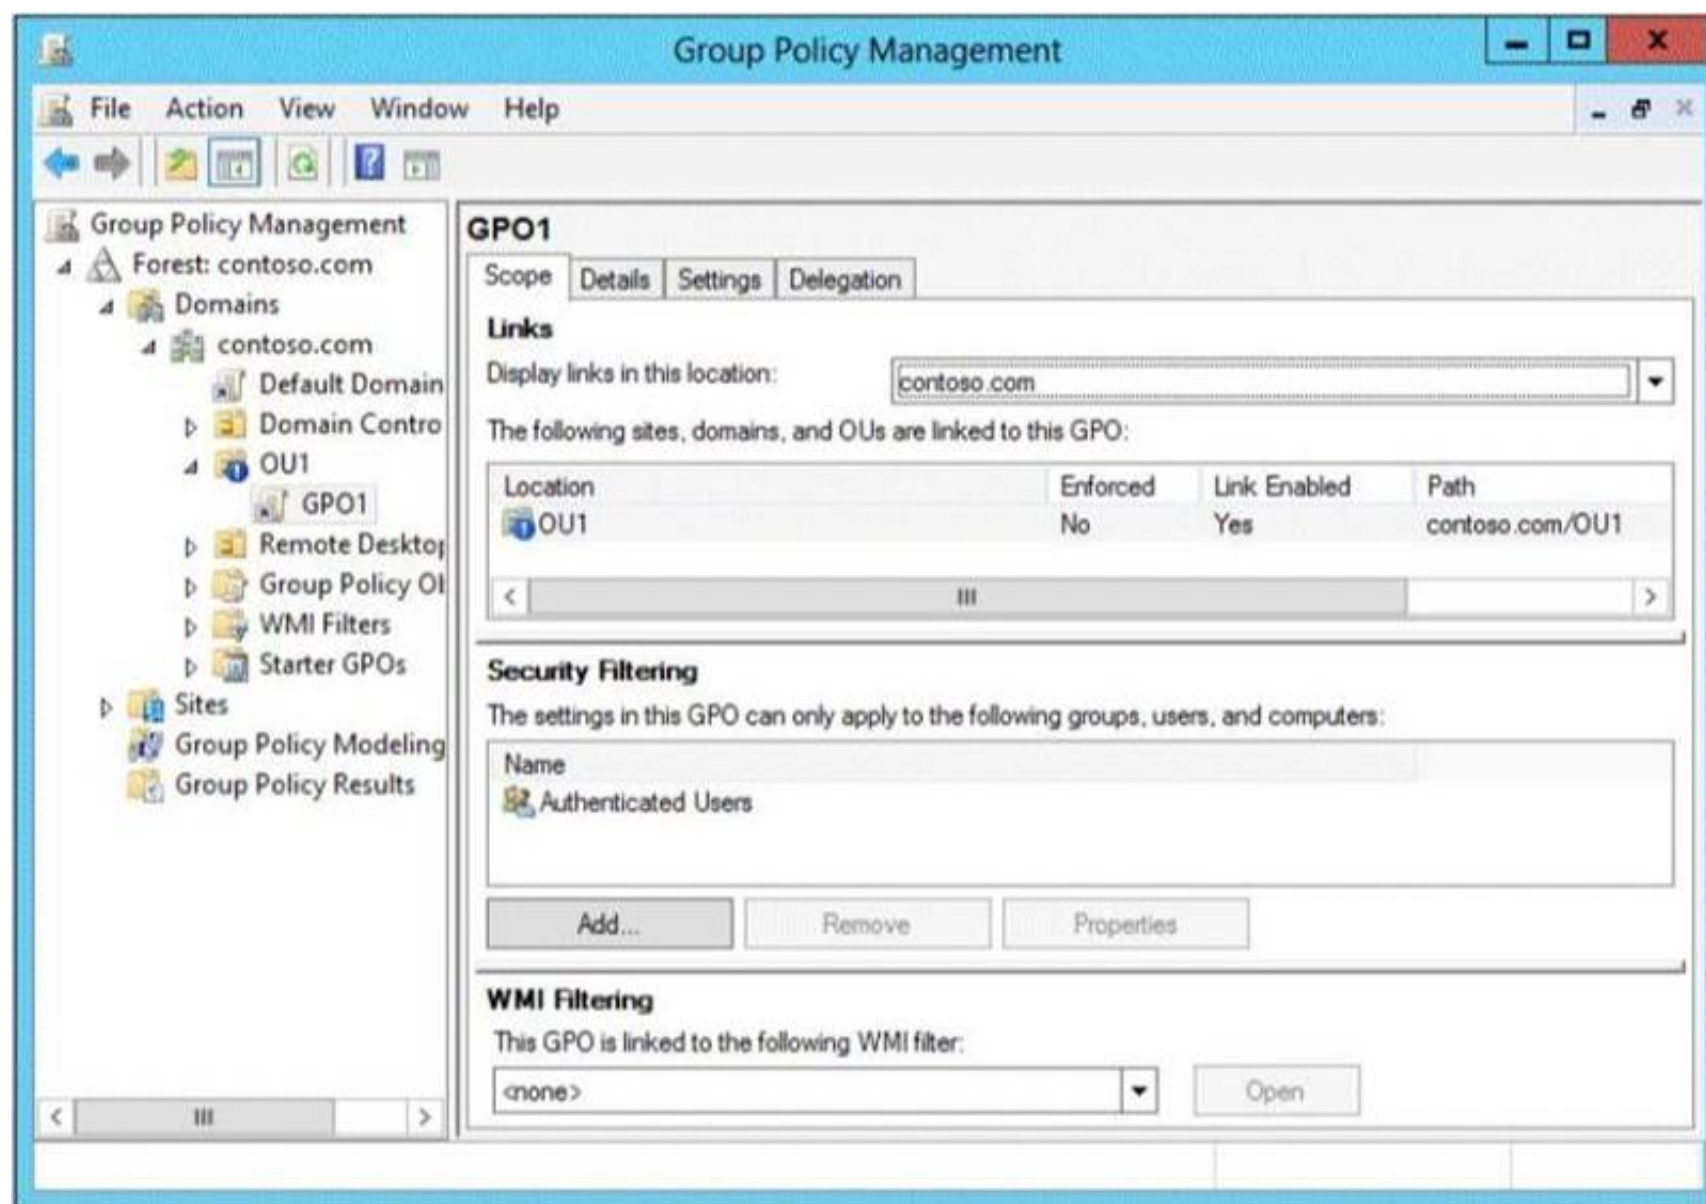 Group Policy Management
File Action View Window Help
Group Policy Management
Forest: contoso.com
Domains
contoso.com
Default Domain
Domain Contro
OU1
GPO1
Remote Desktop
Group Policy Ob
WMI Filters
Starter GPOs
Sites
Group Policy Modeling
Group Policy Results
GPO1
Scope Details Settings Delegation
Links
Display links in this location: contoso.com
The following sites, domains, and OUs are linked to this GPO:
Location Enforced Link Enabled Path
OU1 No Yes contoso.com/OU1
Security Filtering
The settings in this GPO can only apply to the following groups, users, and computers:
Name
Authenticated Users
Add... Remove Properties
WMI Filtering
This GPO is linked to the following WMI filter:
<none> Open